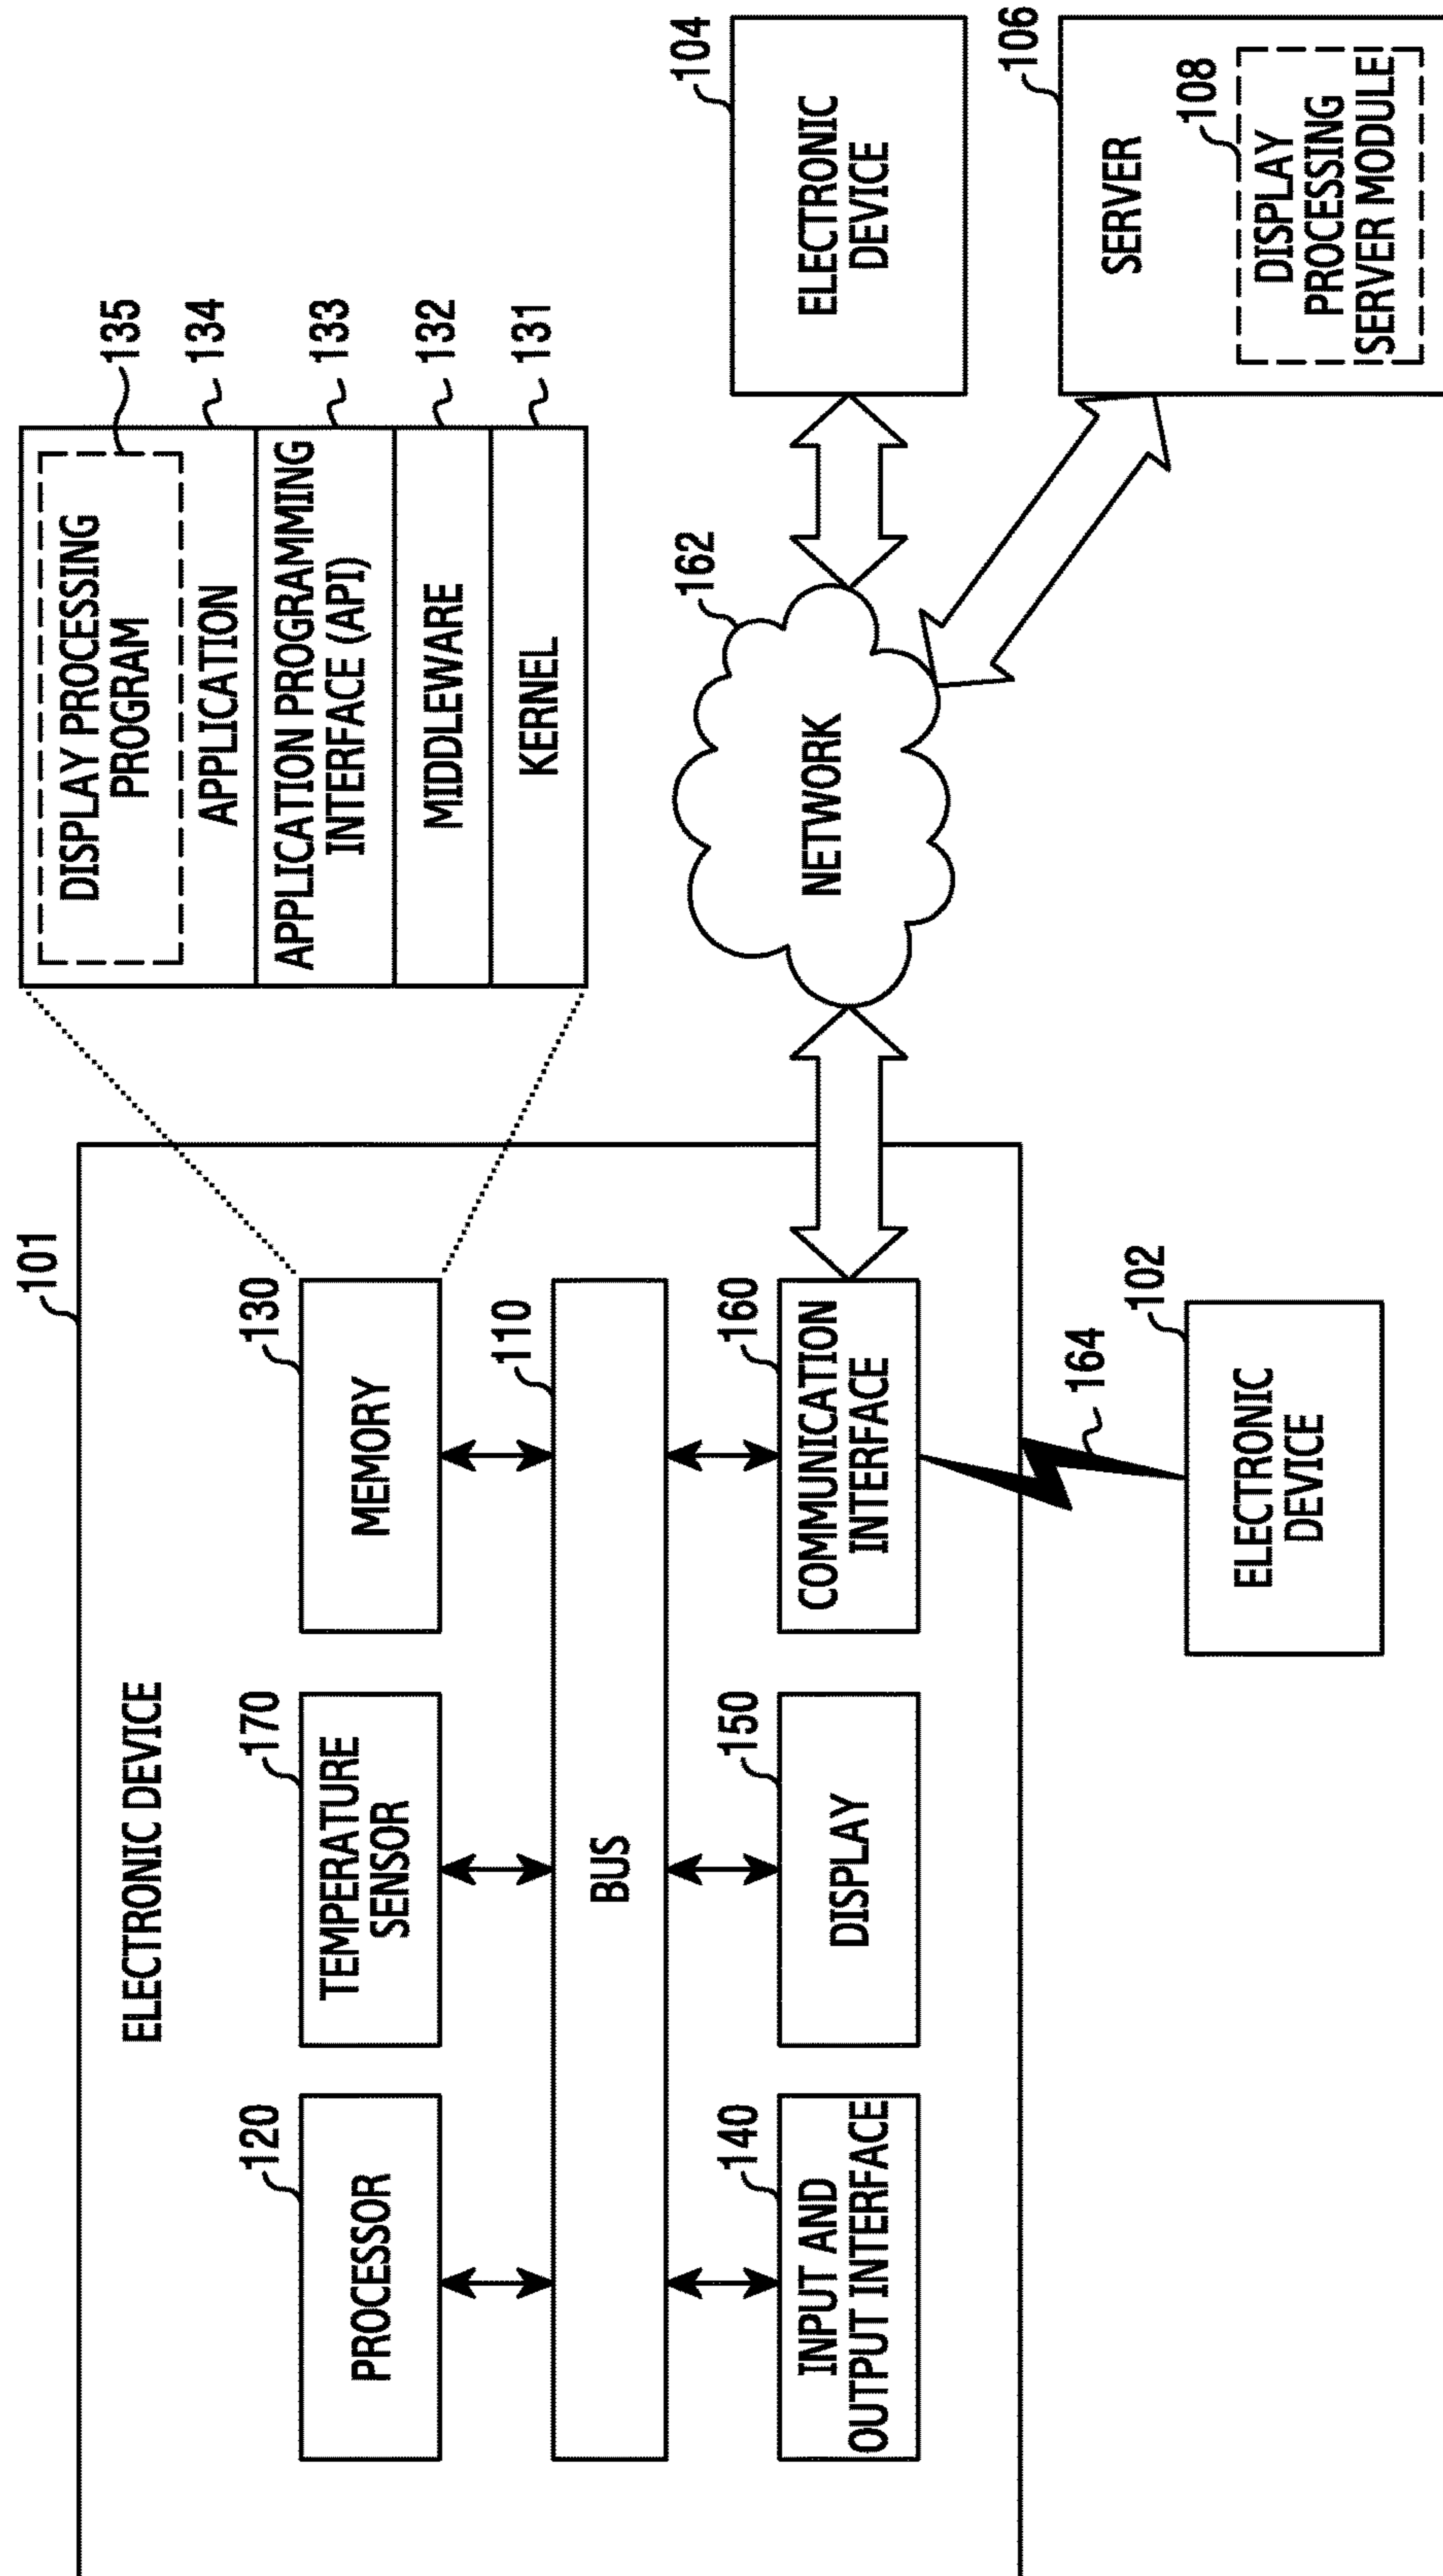 101
ELECTRONIC DEVICE
120
PROCESSOR
170
TEMPERATURE
SENSOR
130
MEMORY
110
BUS
140
INPUT AND
OUTPUT INTERFACE
150
DISPLAY
160
COMMUNICATION
INTERFACE
135
DISPLAY PROCESSING
PROGRAM
134
APPLICATION
133
APPLICATION PROGRAMMING
INTERFACE (API)
132
MIDDLEWARE
131
KERNEL
162
NETWORK
104
ELECTRONIC
DEVICE
106
SERVER
108
DISPLAY
PROCESSING
SERVER MODULE
164
102
ELECTRONIC
DEVICE